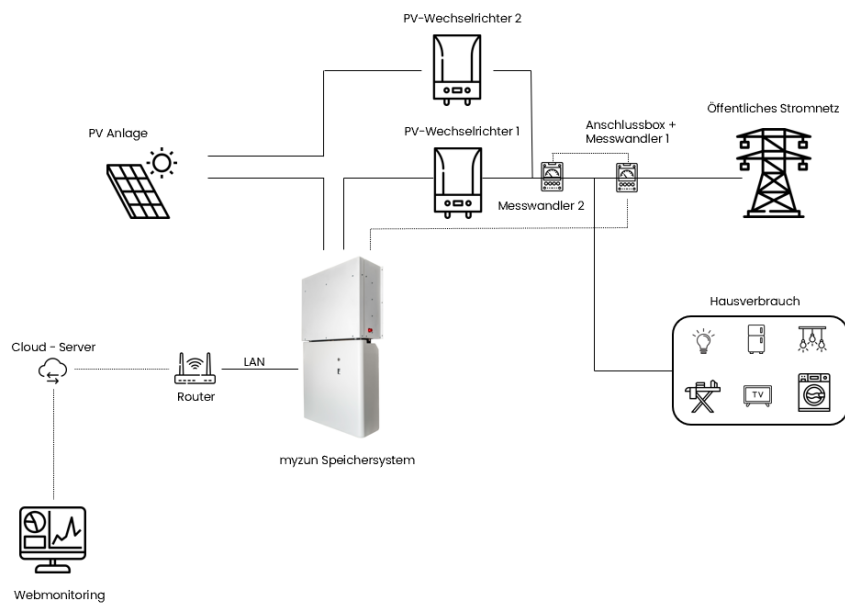 PV-Wechselrichter 2
PV Anlage
PV-Wechselrichter 1
Anschlussbox +
Messwandler 1
Öffentliches Stromnetz
Messwandler 2
Hausverbrauch
TV
Cloud - Server
LAN
Router
myzun Speichersystem
Webmonitoring